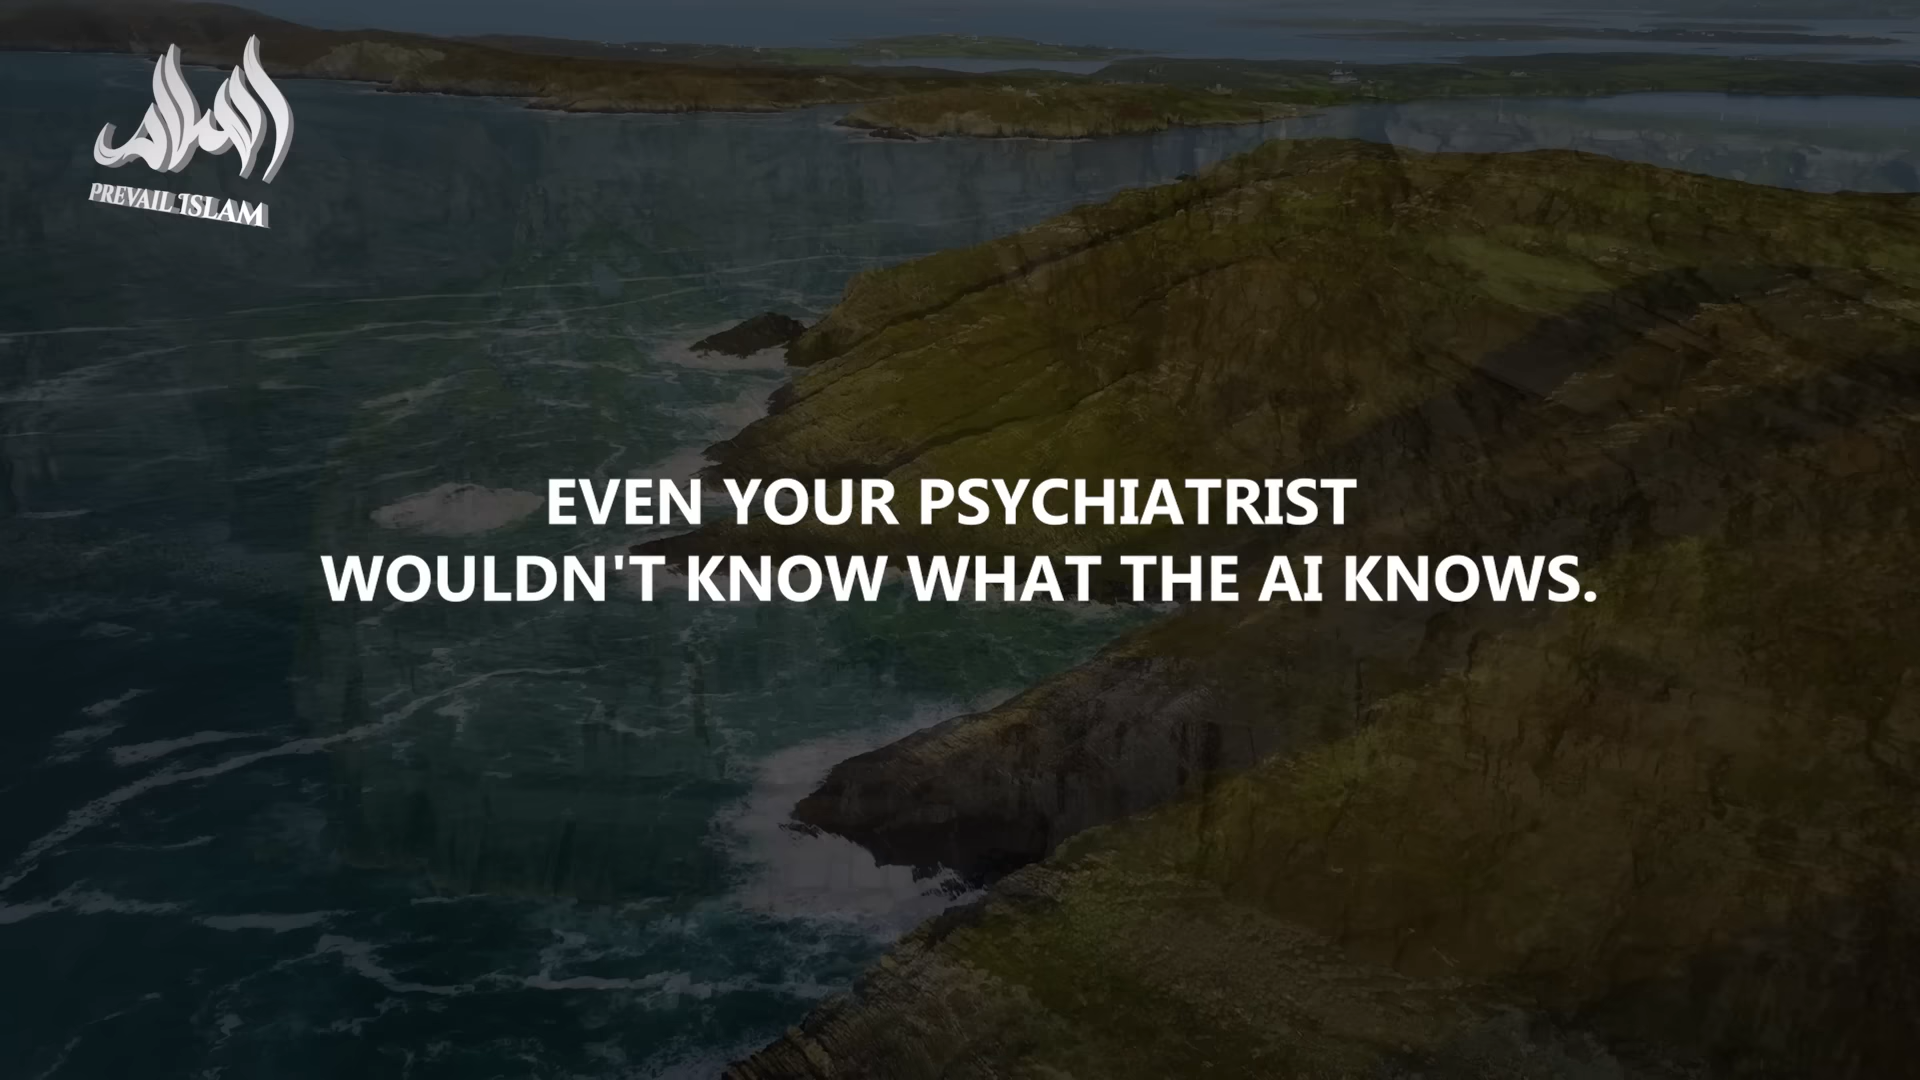 PREVAIL ISLAM
EVEN YOUR PSYCHIATRIST
WOULDN'T KNOW WHAT THE AI KNOWS.